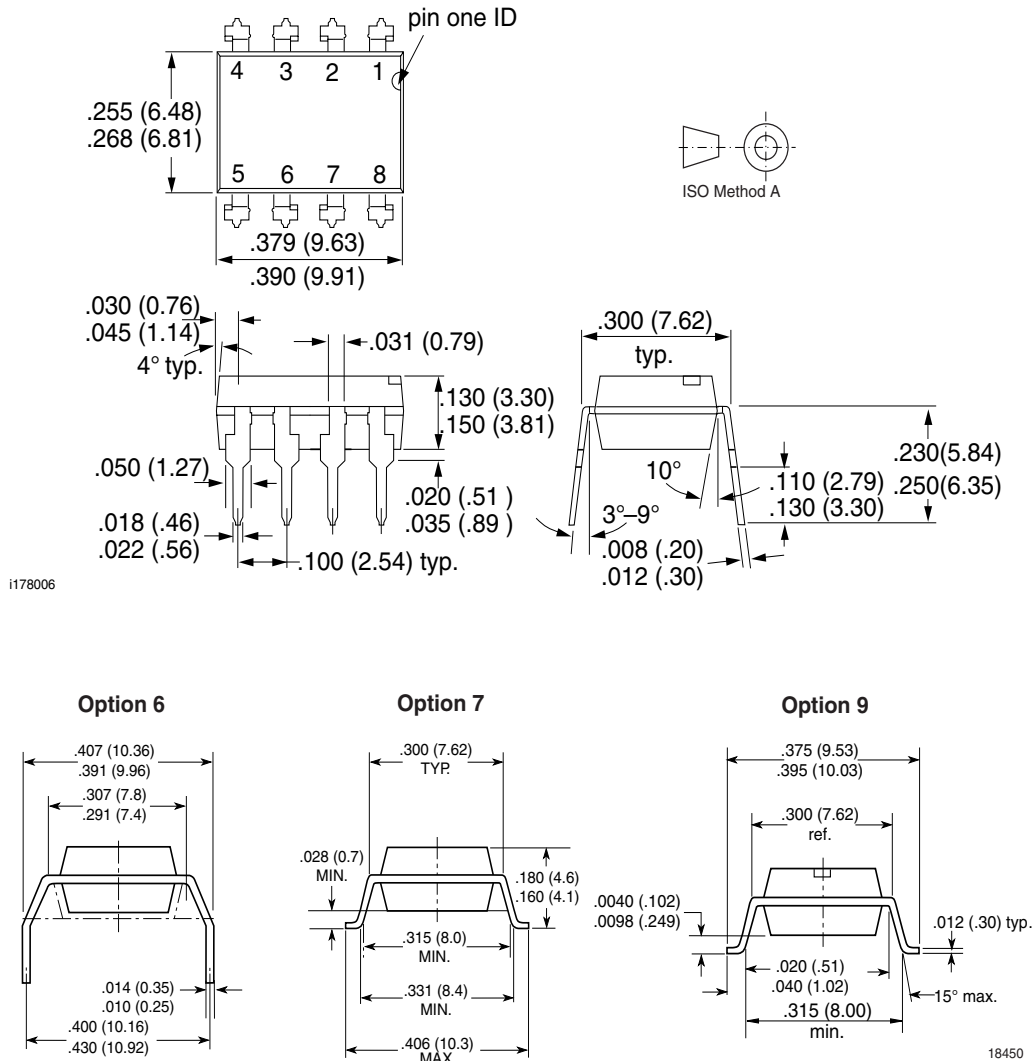 pin one ID
4 3 2 1
.255 (6.48)
.268 (6.81)
5 6 7 8
ISO Method A
.379 (9.63)
.390 (9.91)
.030 (0.76)
.045 (1.14)
4° typ.
.031 (0.79)
.130 (3.30)
.150 (3.81)
.050 (1.27)
.020 (.51 )
.035 (.89 )
.018 (.46)
.022 (.56)
.100 (2.54) typ.
i178006
.300 (7.62)
typ.
10°
3°–9°
.230(5.84)
.250(6.35)
.110 (2.79)
.130 (3.30)
.008 (.20)
.012 (.30)
Option 6
.407 (10.36)
.391 (9.96)
.307 (7.8)
.291 (7.4)
.014 (0.35)
.010 (0.25)
.400 (10.16)
.430 (10.92)
Option 7
.300 (7.62)
TYP.
.028 (0.7)
MIN.
.180 (4.6)
.160 (4.1)
.315 (8.0)
MIN.
.331 (8.4)
MIN.
.406 (10.3)
MAX
Option 9
.375 (9.53)
.395 (10.03)
.300 (7.62)
ref.
.0040 (.102)
.0098 (.249)
.012 (.30) typ.
.020 (.51)
.040 (1.02)
15° max.
.315 (8.00)
min.
18450